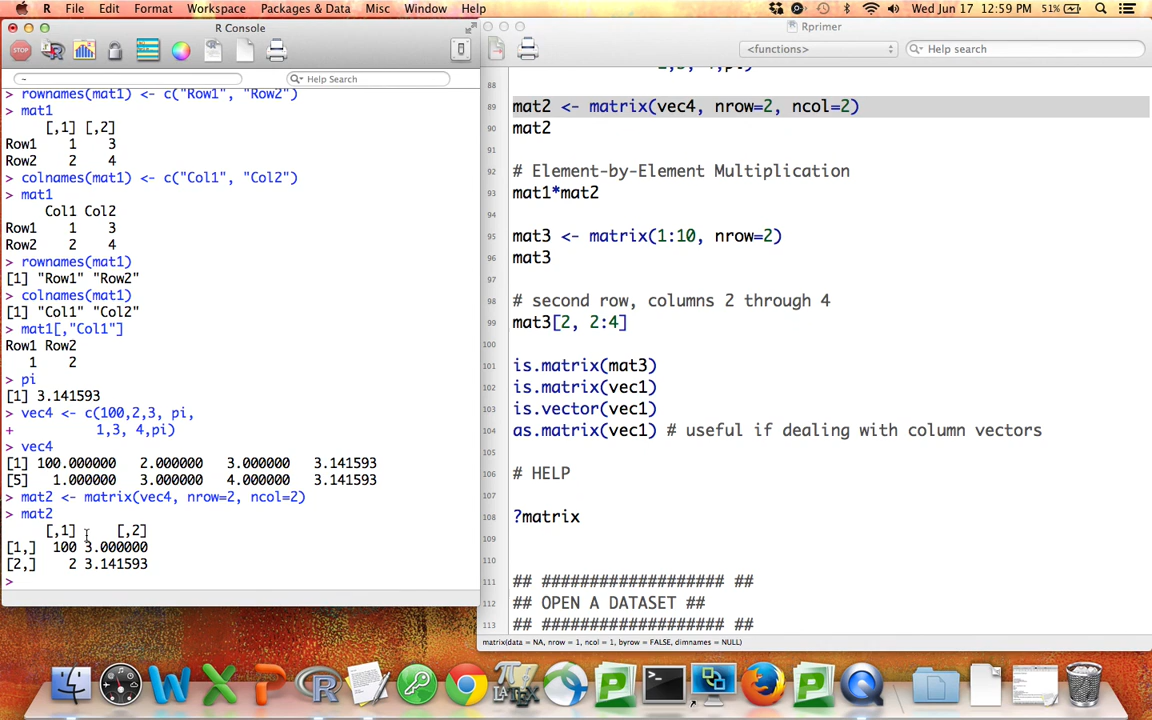 R File Edit Format Workspace Packages & Data Misc Window Help Wed Jun 17 12:59 PM 51%
R Console
STOP
~
Help Search
> rownames(mat1) <- c("Row1", "Row2")
> mat1
[,1] [,2]
Row1 1 3
Row2 2 4
> colnames(mat1) <- c("Col1", "Col2")
> mat1
Col1 Col2
Row1 1 3
Row2 2 4
> rownames(mat1)
[1] "Row1" "Row2"
> colnames(mat1)
[1] "Col1" "Col2"
> mat1[,"Col1"]
Row1 Row2
1 2
> pi
[1] 3.141593
> vec4 <- c(100,2,3, pi,
+ 1,3, 4,pi)
> vec4
[1] 100.000000 2.000000 3.000000 3.141593
[5] 1.000000 3.000000 4.000000 3.141593
> mat2 <- matrix(vec4, nrow=2, ncol=2)
> mat2
[,1] [,2]
[1,] 100 3.000000
[2,] 2 3.141593
>
Rprimer
<functions>
Help search
88
89 mat2 <- matrix(vec4, nrow=2, ncol=2)
90 mat2
91
92 # Element-by-Element Multiplication
93 mat1*mat2
94
95 mat3 <- matrix(1:10, nrow=2)
96 mat3
97
98 # second row, columns 2 through 4
99 mat3[2, 2:4]
100
101 is.matrix(mat3)
102 is.matrix(vec1)
103 is.vector(vec1)
104 as.matrix(vec1) # useful if dealing with column vectors
105
106 # HELP
107
108 ?matrix
109
110
111 ## #################### ##
112 ## OPEN A DATASET ##
113 ## #################### ##
matrix(data = NA, nrow = 1, ncol = 1, byrow = FALSE, dimnames = NULL)